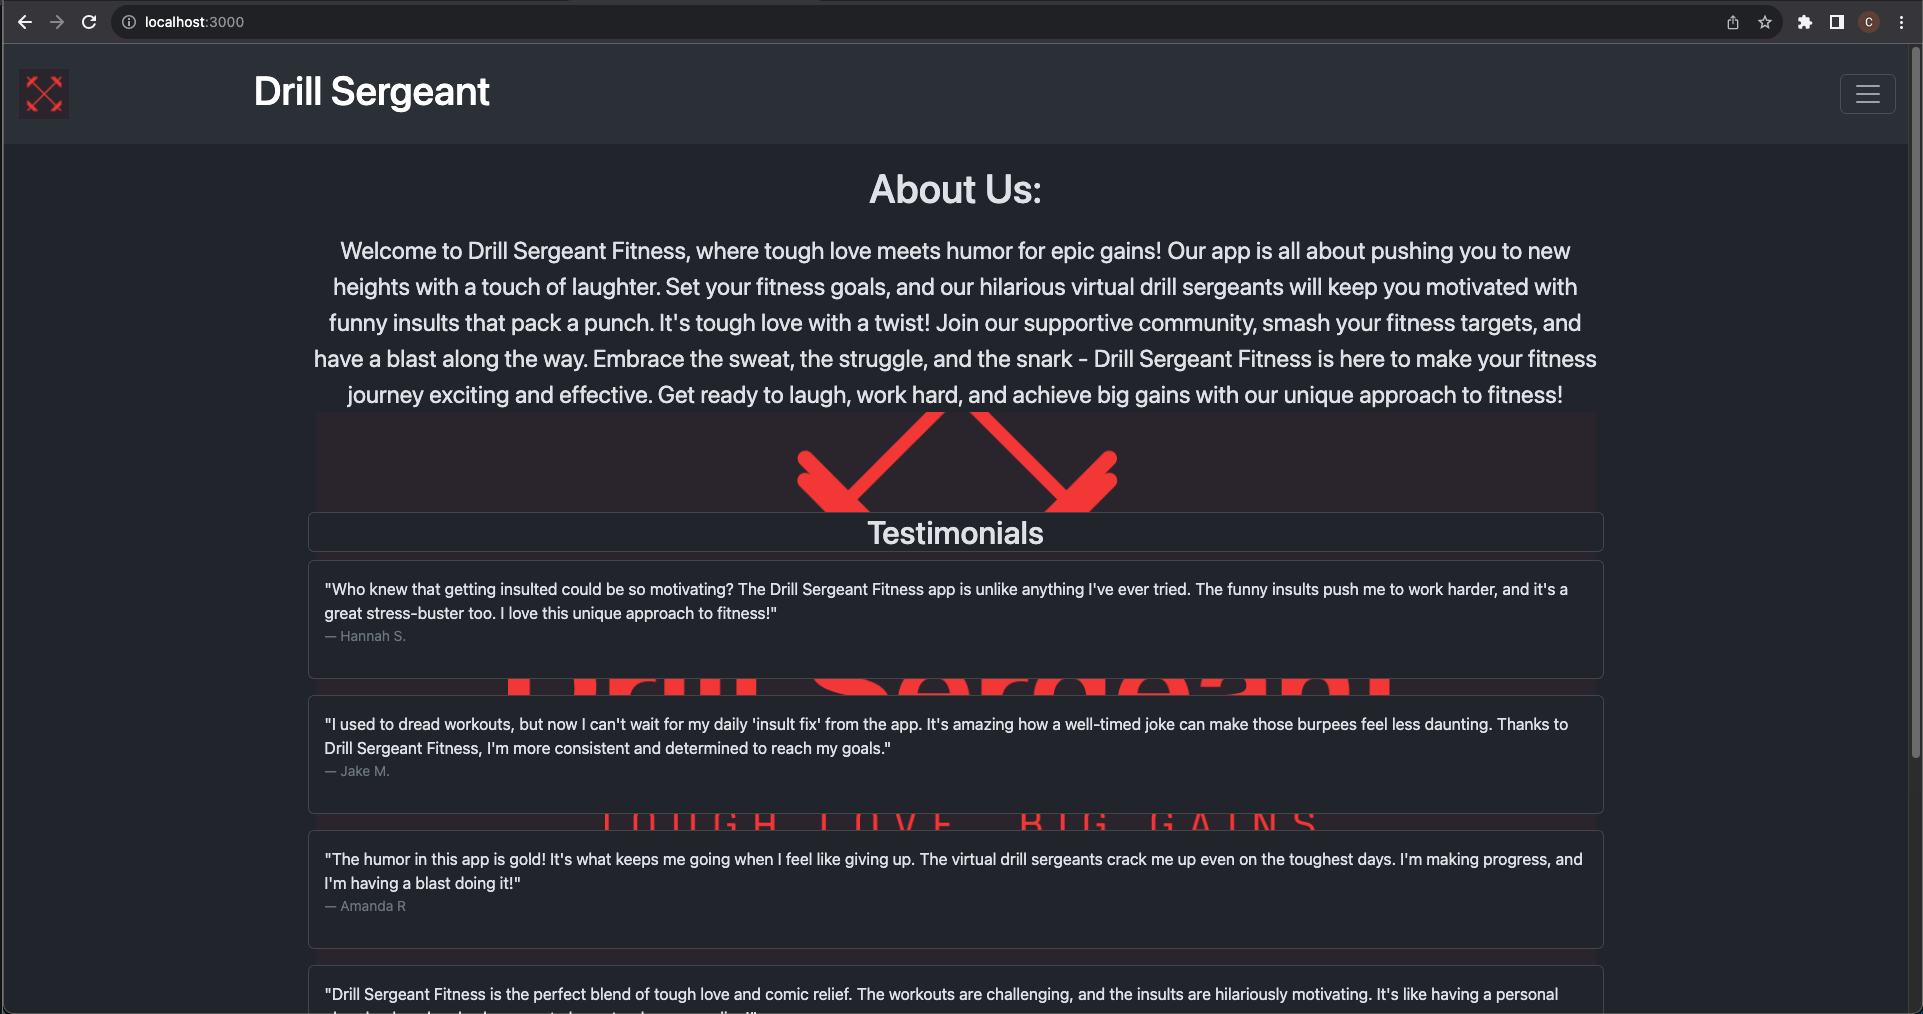 localhost:3000
C
Drill Sergeant
About Us:
Welcome to Drill Sergeant Fitness, where tough love meets humor for epic gains! Our app is all about pushing you to new
heights with a touch of laughter. Set your fitness goals, and our hilarious virtual drill sergeants will keep you motivated with
funny insults that pack a punch. It's tough love with a twist! Join our supportive community, smash your fitness targets, and
have a blast along the way. Embrace the sweat, the struggle, and the snark - Drill Sergeant Fitness is here to make your fitness
journey exciting and effective. Get ready to laugh, work hard, and achieve big gains with our unique approach to fitness!
Testimonials
"Who knew that getting insulted could be so motivating? The Drill Sergeant Fitness app is unlike anything I've ever tried. The funny insults push me to work harder, and it's a
great stress-buster too. I love this unique approach to fitness!"
— Hannah S.
Drill Sergeant
"I used to dread workouts, but now I can't wait for my daily 'insult fix' from the app. It's amazing how a well-timed joke can make those burpees feel less daunting. Thanks to
Drill Sergeant Fitness, I'm more consistent and determined to reach my goals."
— Jake M.
TOUGH LOVE, BIG GAINS
"The humor in this app is gold! It's what keeps me going when I feel like giving up. The virtual drill sergeants crack me up even on the toughest days. I'm making progress, and
I'm having a blast doing it!"
— Amanda R
"Drill Sergeant Fitness is the perfect blend of tough love and comic relief. The workouts are challenging, and the insults are hilariously motivating. It's like having a personal